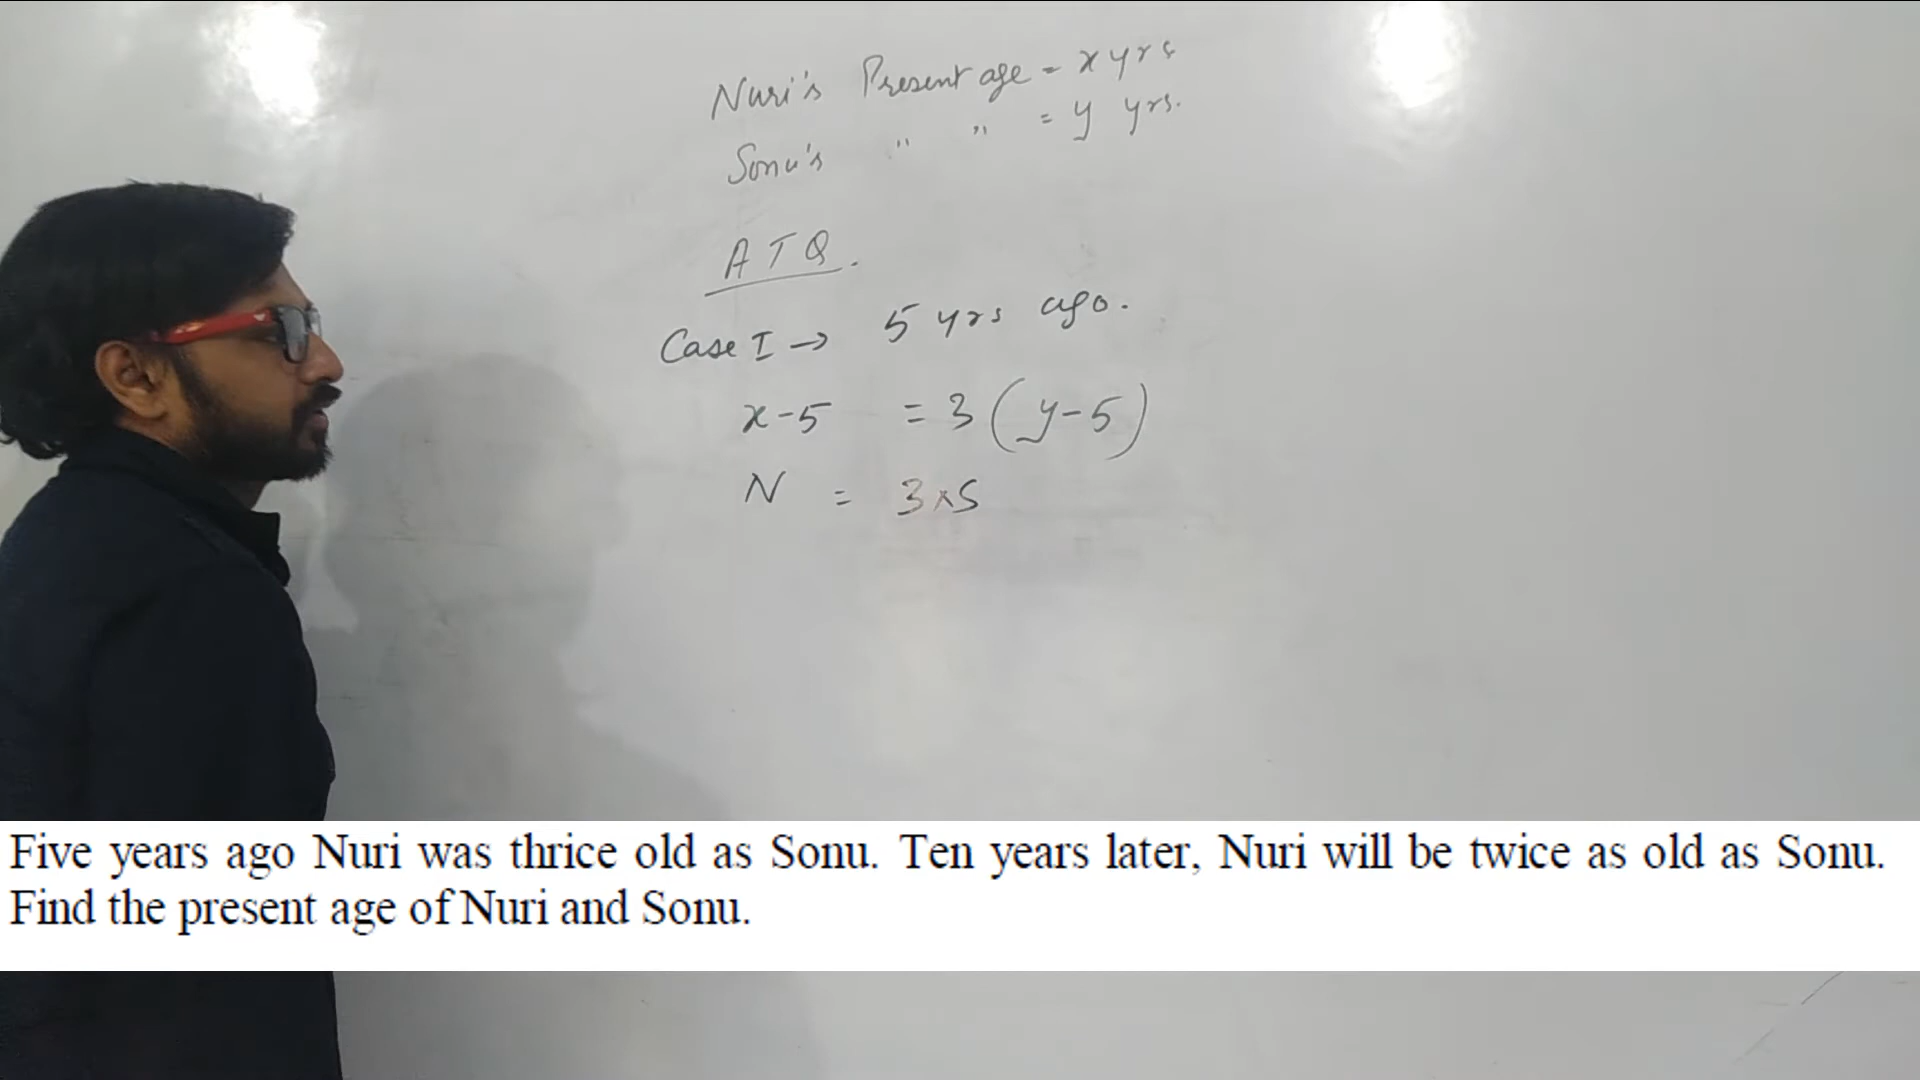 Nuri's Present age = x yrs
Sonu's " " = y yrs.
ATQ.
Case I → 5 yrs ago.
x-5 = 3(y-5)
N = 3×S
Five years ago Nuri was thrice old as Sonu. Ten years later, Nuri will be twice as old as Sonu.
Find the present age of Nuri and Sonu.